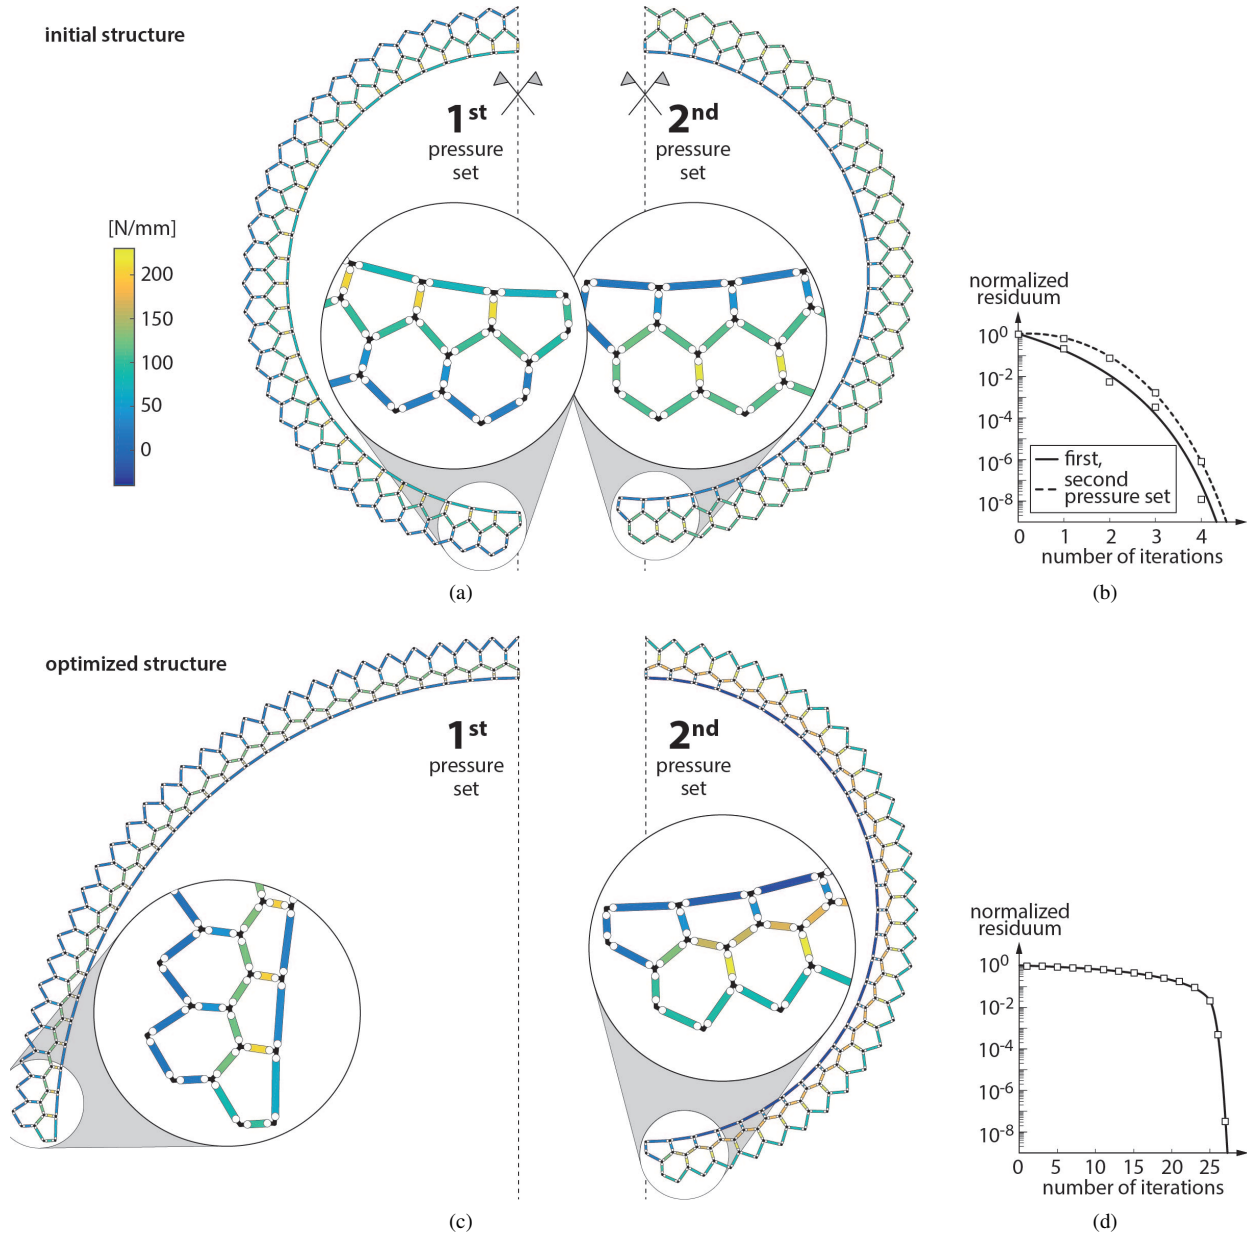 initial structure
1st
pressure
set
2nd
pressure
set
[N/mm]
200
150
100
50
0
(a)
normalized
residuum
10^0
10^-2
10^-4
10^-6
10^-8
first,
second
pressure set
0 1 2 3 4
number of iterations
(b)
optimized structure
1st
pressure
set
2nd
pressure
set
(c)
normalized
residuum
10^0
10^-2
10^-4
10^-6
10^-8
0 5 10 15 20 25
number of iterations
(d)